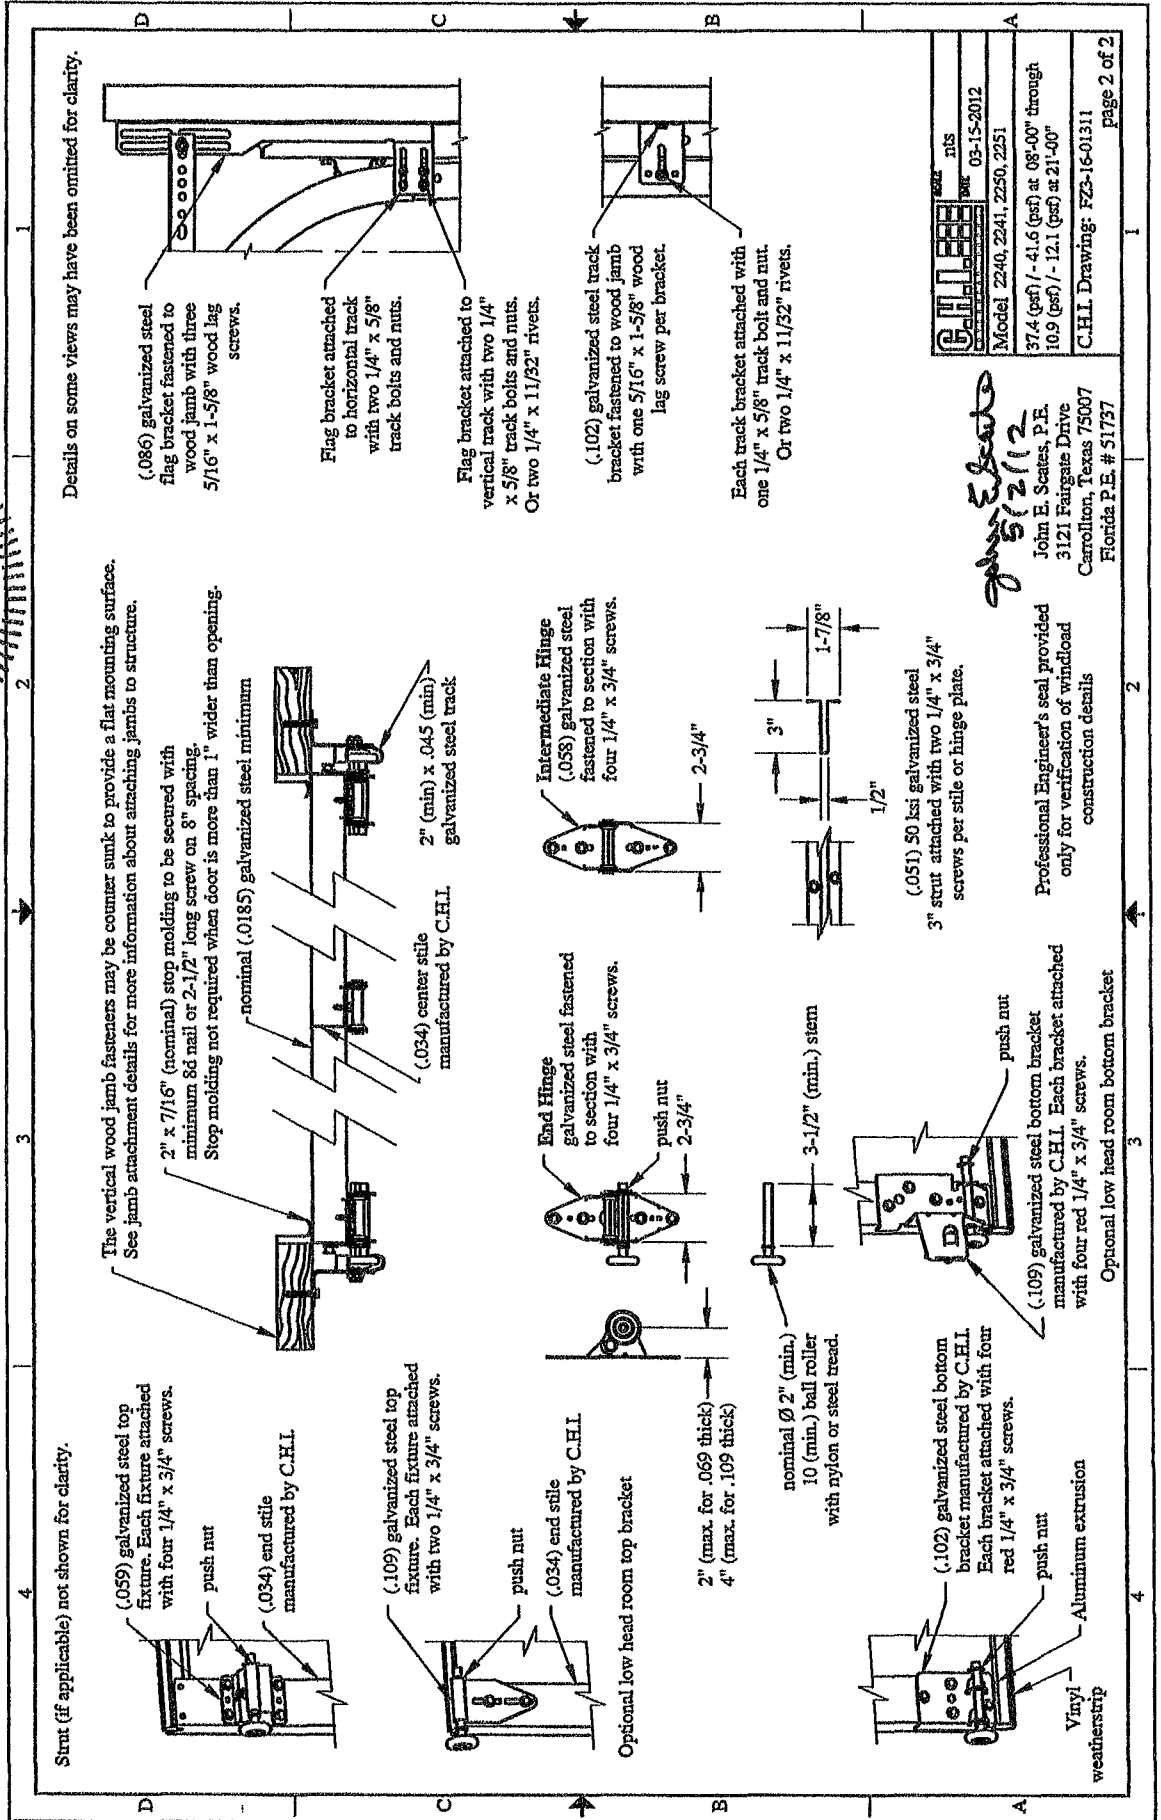 4
3
2
1
D
C
B
A
D
C
B
A
Strut (if applicable) not shown for clarity.
(.059) galvanized steel top
fixture. Each fixture attached
with four 1/4" x 3/4" screws.
push nut
(.034) end stile
manufactured by C.H.I.
(.109) galvanized steel top
fixture. Each fixture attached
with two 1/4" x 3/4" screws.
push nut
(.034) end stile
manufactured by C.H.I.
Optional low head room top bracket
The vertical wood jamb fasteners may be counter sunk to provide a flat mounting surface.
See jamb attachment details for more information about attaching jambs to structure.
2" x 7/16" (nominal) stop molding to be secured with
minimum 8d nail or 2-1/2" long screw on 8" spacing.
Stop molding not required when door is more than 1" wider than opening.
nominal (.0185) galvanized steel minimum
(.034) center stile
manufactured by C.H.I.
2" (min) x .045 (min)
galvanized steel track
Details on some views may have been omitted for clarity.
(.086) galvanized steel
flag bracket fastened to
wood jamb with three
5/16" x 1-5/8" wood lag
screws.
Flag bracket attached
to horizontal track
with two 1/4" x 5/8"
track bolts and nuts.
Flag bracket attached to
vertical track with two 1/4"
x 5/8" track bolts and nuts.
Or two 1/4" x 11/32" rivets.
(.102) galvanized steel track
bracket fastened to wood jamb
with one 5/16" x 1-5/8" wood
lag screw per bracket.
Each track bracket attached with
one 1/4" x 5/8" track bolt and nut.
Or two 1/4" x 11/32" rivets.
2" (max. for .069 thick)
4" (max. for .109 thick)
End Hinge
galvanized steel fastened
to section with
four 1/4" x 3/4" screws.
push nut
2-3/4"
Intermediate Hinge
(.058) galvanized steel
fastened to section with
four 1/4" x 3/4" screws.
2-3/4"
nominal Ø 2" (min.)
10 (min.) ball roller
with nylon or steel tread.
3-1/2" (min.) stem
3"
1/2"
1-7/8"
(.051) 50 ksi galvanized steel
3" strut attached with two 1/4" x 3/4"
screws per stile or hinge plate.
(.102) galvanized steel bottom
bracket manufactured by C.H.I.
Each bracket attached with four
red 1/4" x 3/4" screws.
push nut
Aluminum extrusion
Vinyl
weatherstrip
D
push nut
(.109) galvanized steel bottom bracket
manufactured by C.H.I. Each bracket attached
with four red 1/4" x 3/4" screws.
Optional low head room bottom bracket
Professional Engineer's seal provided
only for verification of windload
construction details
John E Scates
5/2/12
John E. Scates, P.E.
3121 Fairgate Drive
Carrollton, Texas 75007
Florida P.E. # 51737
C.H.I.
SCALE
nts
DATE
03-15-2012
Model 2240, 2241, 2250, 2251
37.4 (psf) / - 41.6 (psf) at 08'-00" through
10.9 (psf) / - 12.1 (psf) at 21'-00"
C.H.I. Drawing: FZ3-16-01311
page 2 of 2
4
3
2
1